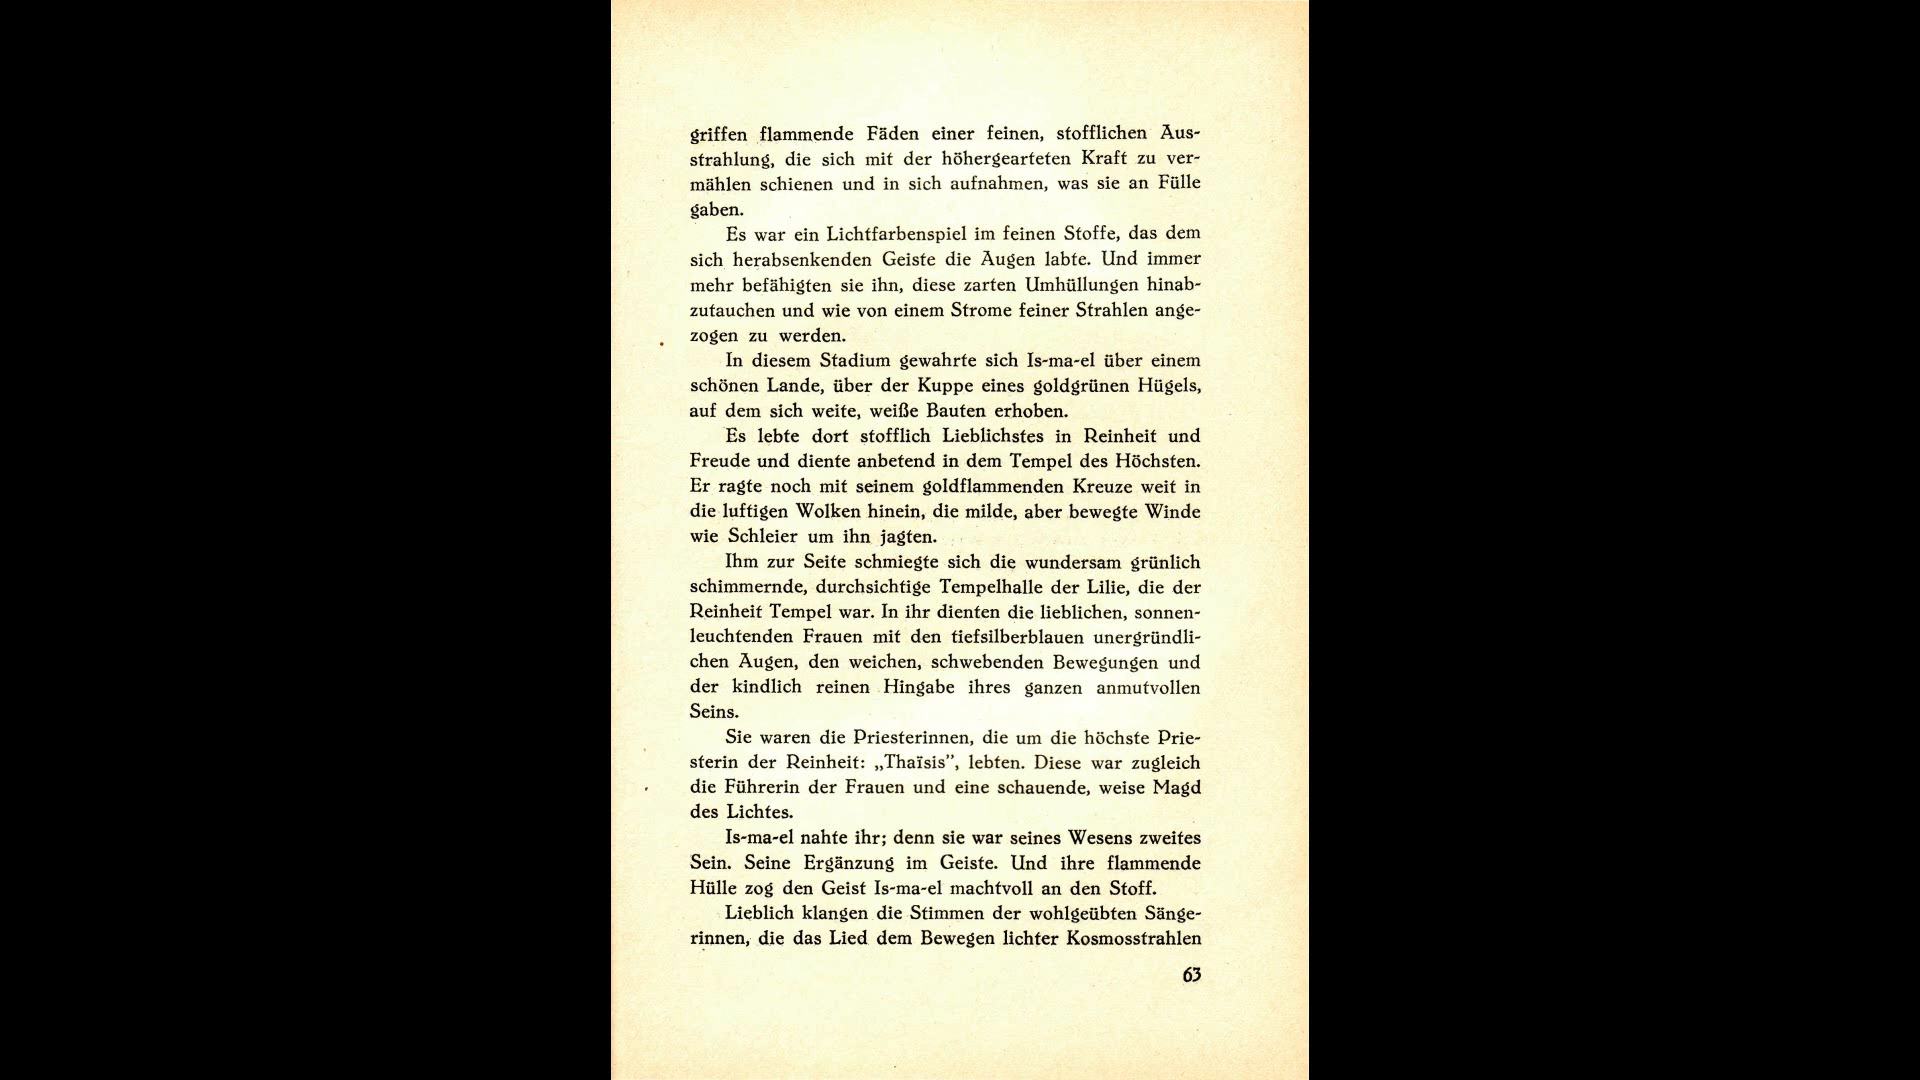 griffen flammende Fäden einer feinen, stofflichen Aus-
strahlung, die sich mit der höhergearteten Kraft zu ver-
mählen schienen und in sich aufnahmen, was sie an Fülle
gaben.
Es war ein Lichtfarbenspiel im feinen Stoffe, das dem
sich herabsenkenden Geiste die Augen labte. Und immer
mehr befähigten sie ihn, diese zarten Umhüllungen hinab-
zutauchen und wie von einem Strome feiner Strahlen ange-
zogen zu werden.
In diesem Stadium gewahrte sich Is-ma-el über einem
schönen Lande, über der Kuppe eines goldgrünen Hügels,
auf dem sich weite, weiße Bauten erhoben.
Es lebte dort stofflich Lieblichstes in Reinheit und
Freude und diente anbetend in dem Tempel des Höchsten.
Er ragte noch mit seinem goldflammenden Kreuze weit in
die luftigen Wolken hinein, die milde, aber bewegte Winde
wie Schleier um ihn jagten.
Ihm zur Seite schmiegte sich die wundersam grünlich
schimmernde, durchsichtige Tempelhalle der Lilie, die der
Reinheit Tempel war. In ihr dienten die lieblichen, sonnen-
leuchtenden Frauen mit den tiefsilberblauen unergründli-
chen Augen, den weichen, schwebenden Bewegungen und
der kindlich reinen Hingabe ihres ganzen anmutvollen
Seins.
Sie waren die Priesterinnen, die um die höchste Prie-
sterin der Reinheit: „Thaïsis”, lebten. Diese war zugleich
die Führerin der Frauen und eine schauende, weise Magd
des Lichtes.
Is-ma-el nahte ihr; denn sie war seines Wesens zweites
Sein. Seine Ergänzung im Geiste. Und ihre flammende
Hülle zog den Geist Is-ma-el machtvoll an den Stoff.
Lieblich klangen die Stimmen der wohlgeübten Sänge-
rinnen, die das Lied dem Bewegen lichter Kosmosstrahlen
63